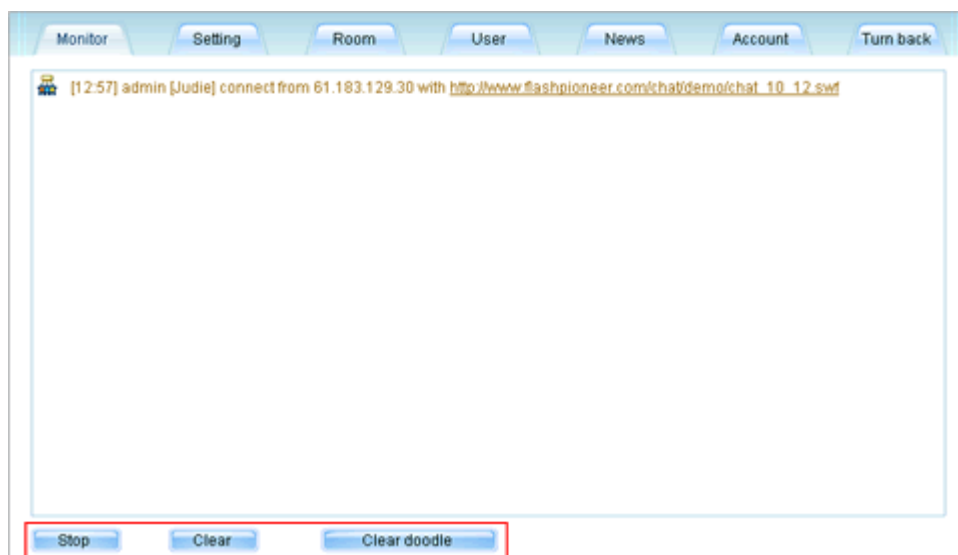 Monitor Setting Room User News Account Turn back
[12:57] admin [Judie] connect from 61.183.129.30 with http://www.flashpioneer.com/chat/demo/chat_10_12.swf
Stop Clear Clear doodle